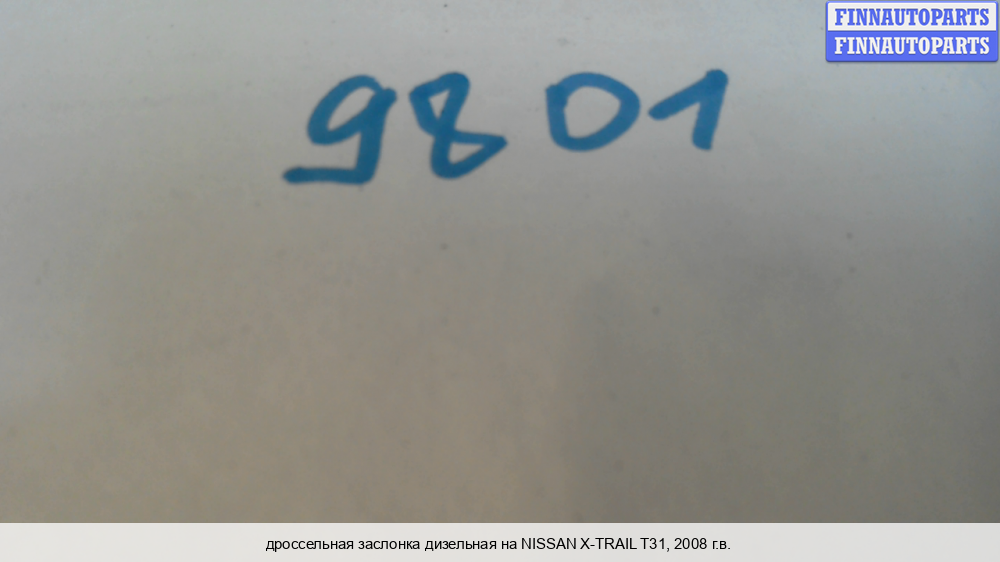 FINNAUTOPARTS
FINNAUTOPARTS
9801
дроссельная заслонка дизельная на NISSAN X-TRAIL T31, 2008 г.в.